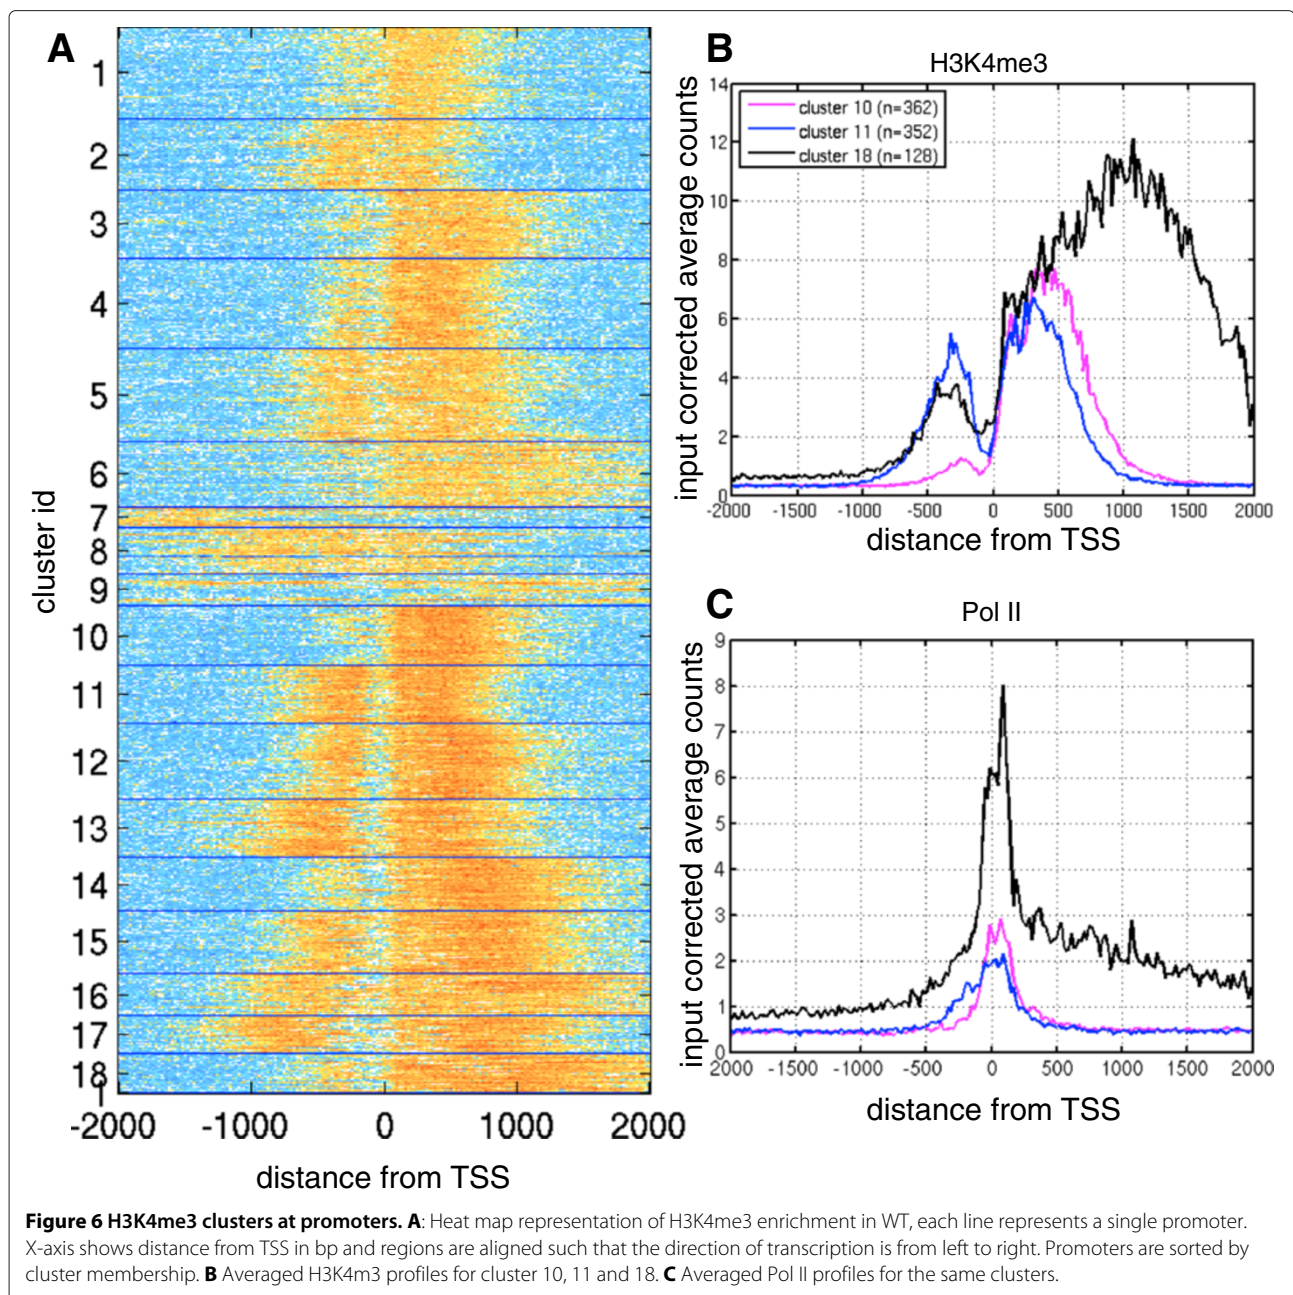 A
cluster id
1
2
3
4
5
6
7
8
9
10
11
12
13
14
15
16
17
18
-2000 -1000 0 1000 2000
distance from TSS
B
H3K4me3
input corrected average counts
14
12
10
8
6
4
2
0
cluster 10 (n=362)
cluster 11 (n=352)
cluster 18 (n=128)
-2000 -1500 -1000 -500 0 500 1000 1500 2000
distance from TSS
C
Pol II
input corrected average counts
9
8
7
6
5
4
3
2
1
0
2000 -1500 -1000 -500 0 500 1000 1500 2000
distance from TSS
Figure 6 H3K4me3 clusters at promoters. A: Heat map representation of H3K4me3 enrichment in WT, each line represents a single promoter.
X-axis shows distance from TSS in bp and regions are aligned such that the direction of transcription is from left to right. Promoters are sorted by
cluster membership. B Averaged H3K4m3 profiles for cluster 10, 11 and 18. C Averaged Pol II profiles for the same clusters.